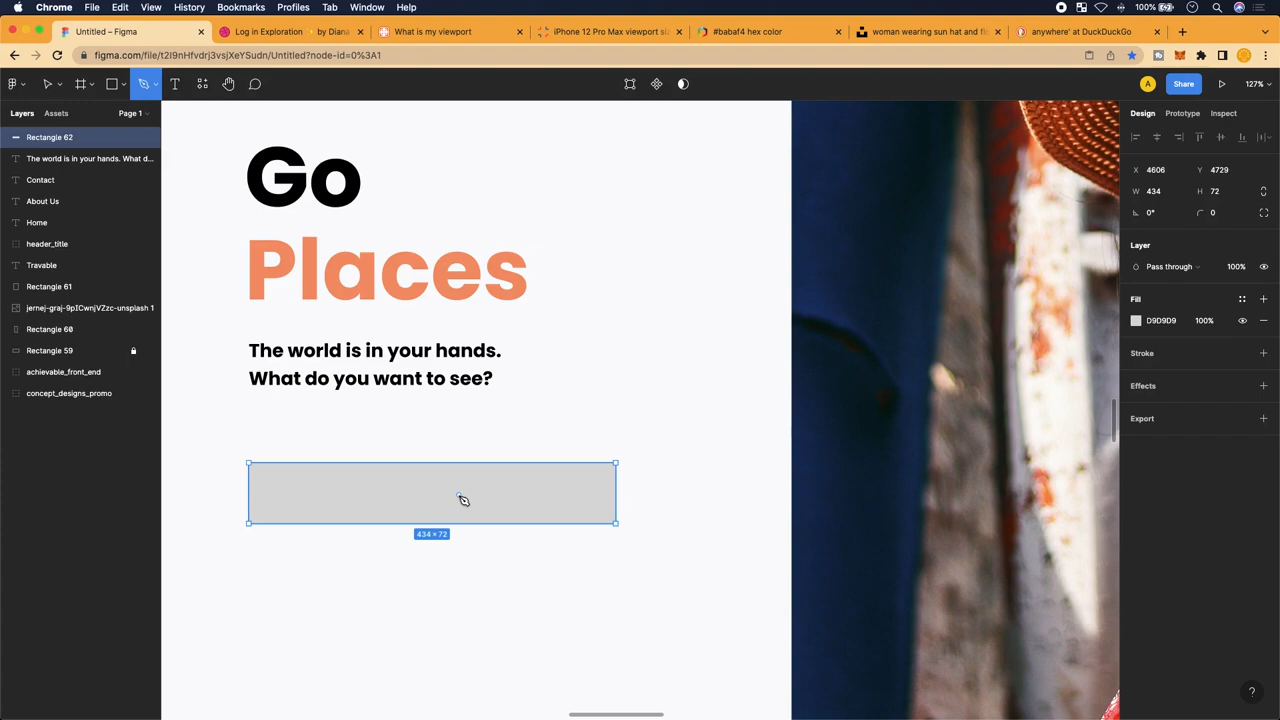 Chrome File Edit View History Bookmarks Profiles Tab Window Help 100%
Untitled – Figma
Log in Exploration
by Diana
What is my viewport
iPhone 12 Pro Max viewport siz
#babaf4 hex color
woman wearing sun hat and fl
anywhere' at DuckDuckGo
figma.com/file/t2I9nHfvdrj3vsjXeYSudn/Untitled?node-id=0%3A1
A
Share
127%
Layers
Assets
Page 1
Rectangle 62
The world is in your hands. What d...
Contact
About Us
Home
header_title
Travable
Rectangle 61
jernej-graj-9pICwnjVZzc-unsplash 1
Rectangle 60
Rectangle 59
achievable_front_end
concept_designs_promo
Go
Places
The world is in your hands.
What do you want to see?
434 × 72
Design
Prototype
Inspect
X 4606 Y 4729
W 434 H 72
0° 0
Layer
Pass through 100%
Fill
D9D9D9 100%
Stroke
Effects
Export
?